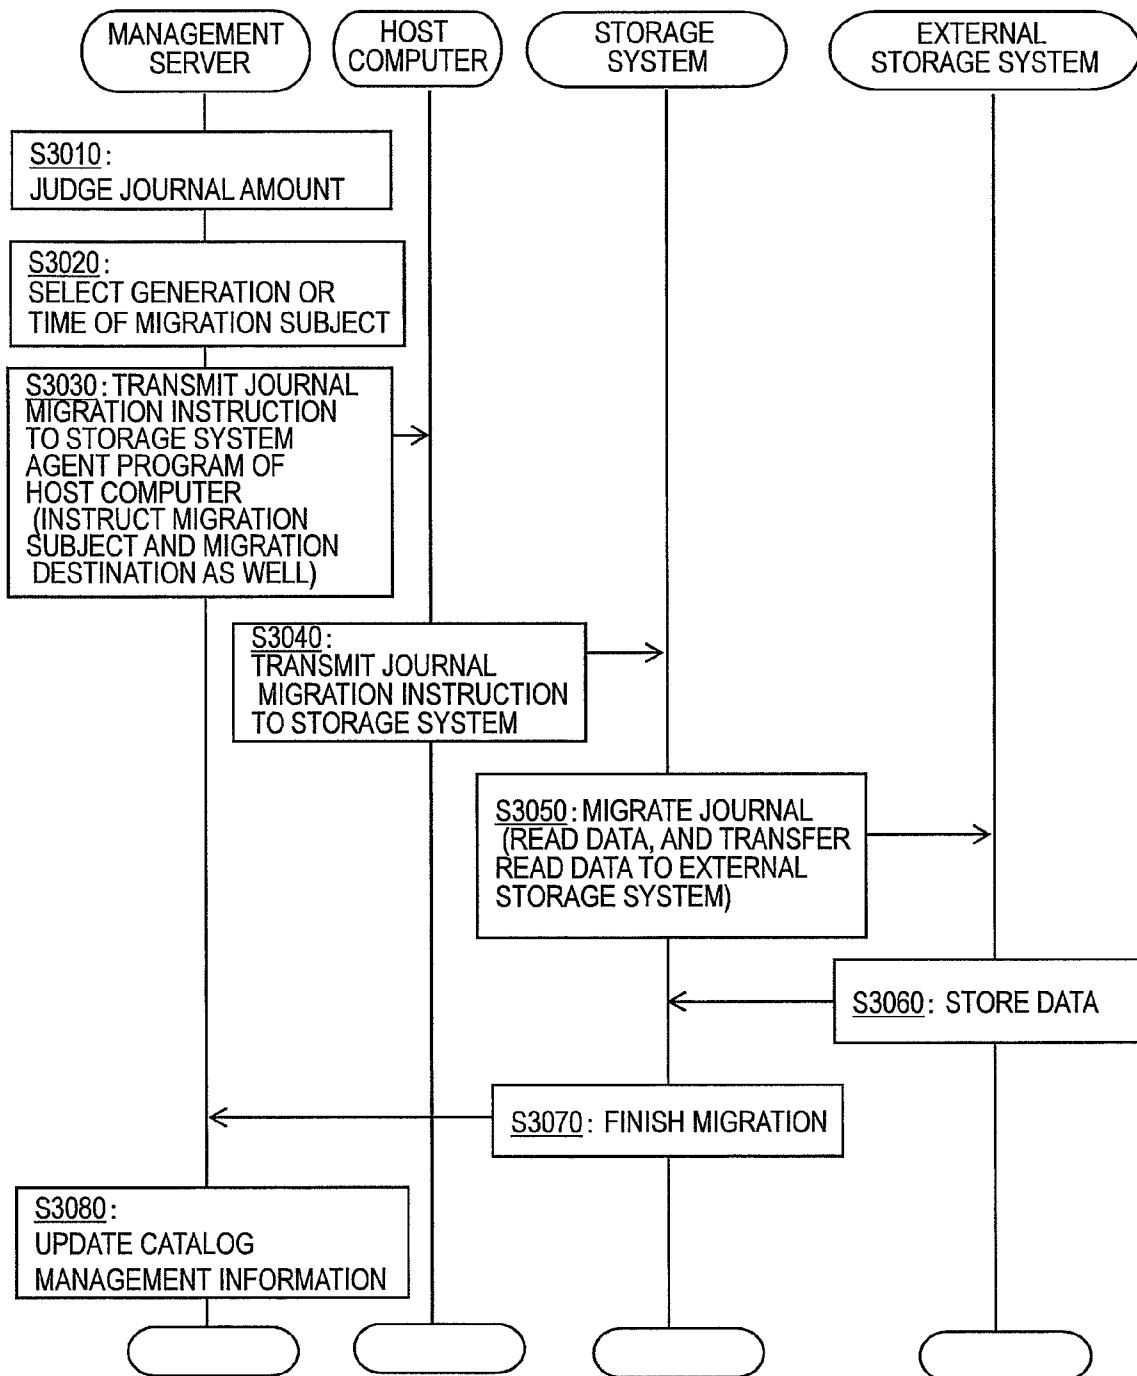 MANAGEMENT
SERVER
HOST
COMPUTER
STORAGE
SYSTEM
EXTERNAL
STORAGE SYSTEM
S3010:
JUDGE JOURNAL AMOUNT
S3020:
SELECT GENERATION OR
TIME OF MIGRATION SUBJECT
S3030: TRANSMIT JOURNAL
MIGRATION INSTRUCTION
TO STORAGE SYSTEM
AGENT PROGRAM OF
HOST COMPUTER
(INSTRUCT MIGRATION
SUBJECT AND MIGRATION
DESTINATION AS WELL)
S3040:
TRANSMIT JOURNAL
MIGRATION INSTRUCTION
TO STORAGE SYSTEM
S3050: MIGRATE JOURNAL
(READ DATA, AND TRANSFER
READ DATA TO EXTERNAL
STORAGE SYSTEM)
S3060: STORE DATA
S3070: FINISH MIGRATION
S3080:
UPDATE CATALOG
MANAGEMENT INFORMATION